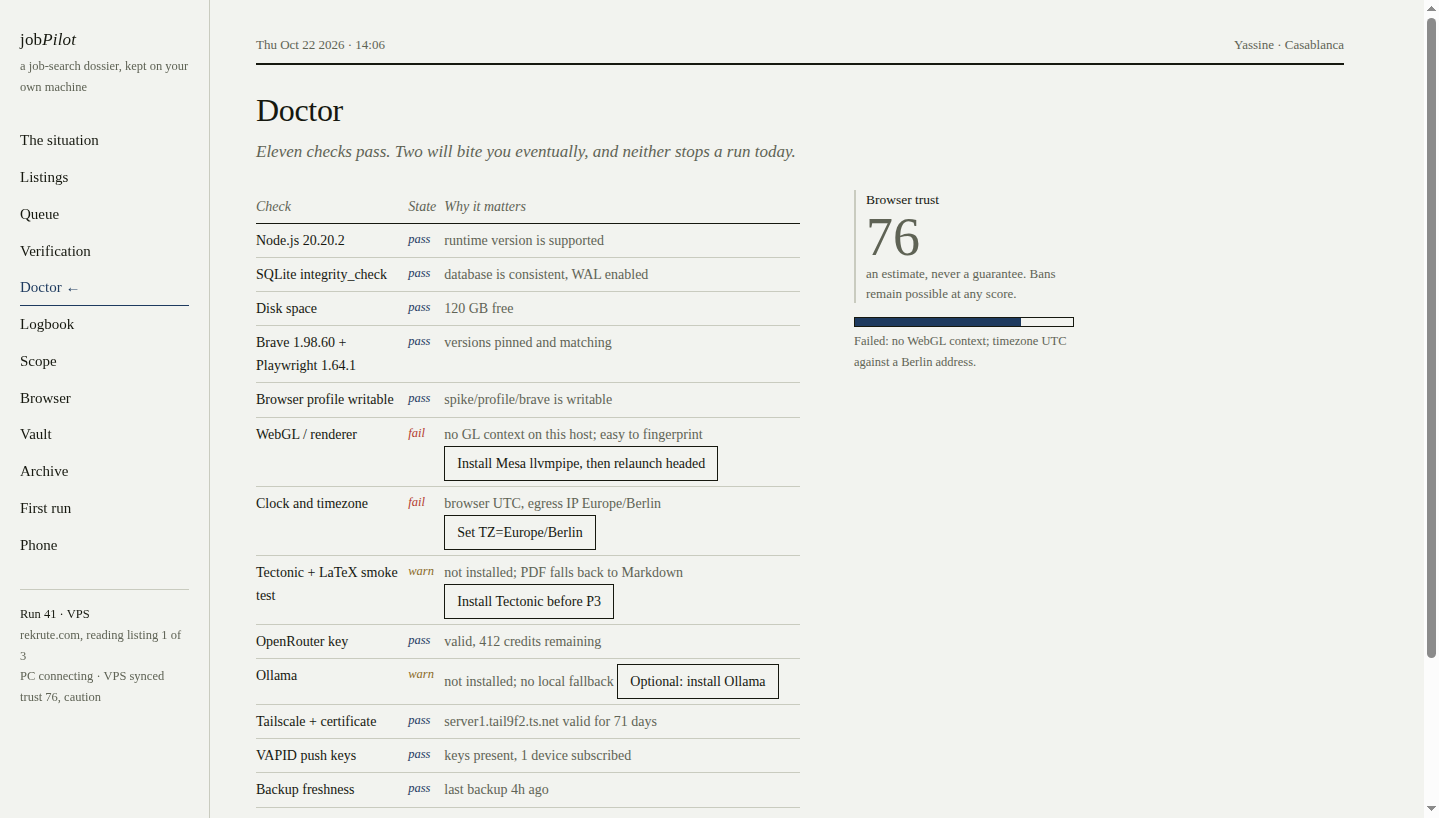 jobPilot
a job-search dossier, kept on your
own machine
The situation
Listings
Queue
Verification
Doctor ←
Logbook
Scope
Browser
Vault
Archive
First run
Phone
Run 41 · VPS
rekrute.com, reading listing 1 of
3
PC connecting · VPS synced
trust 76, caution
Thu Oct 22 2026 · 14:06
Yassine · Casablanca
Doctor
Eleven checks pass. Two will bite you eventually, and neither stops a run today.
Check State Why it matters
Node.js 20.20.2 pass runtime version is supported
SQLite integrity_check pass database is consistent, WAL enabled
Disk space pass 120 GB free
Brave 1.98.60 + pass versions pinned and matching
Playwright 1.64.1
Browser profile writable pass spike/profile/brave is writable
WebGL / renderer fail no GL context on this host; easy to fingerprint
Install Mesa llvmpipe, then relaunch headed
Clock and timezone fail browser UTC, egress IP Europe/Berlin
Set TZ=Europe/Berlin
Tectonic + LaTeX smoke warn not installed; PDF falls back to Markdown
test
Install Tectonic before P3
OpenRouter key pass valid, 412 credits remaining
Ollama warn not installed; no local fallback Optional: install Ollama
Tailscale + certificate pass server1.tail9f2.ts.net valid for 71 days
VAPID push keys pass keys present, 1 device subscribed
Backup freshness pass last backup 4h ago
Browser trust
76
an estimate, never a guarantee. Bans
remain possible at any score.
Failed: no WebGL context; timezone UTC
against a Berlin address.